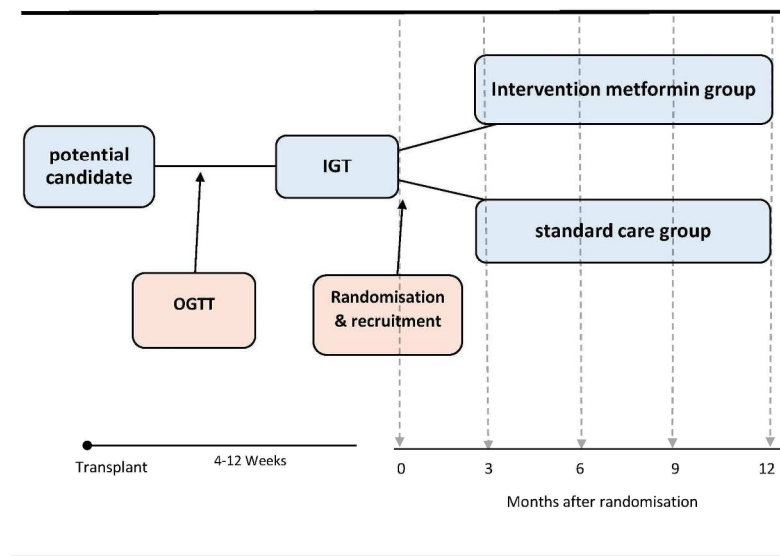 Intervention metformin group
potential
candidate
IGT
standard care group
OGTT
Randomisation
& recruitment
Transplant
4-12 Weeks
0 3 6 9 12
Months after randomisation